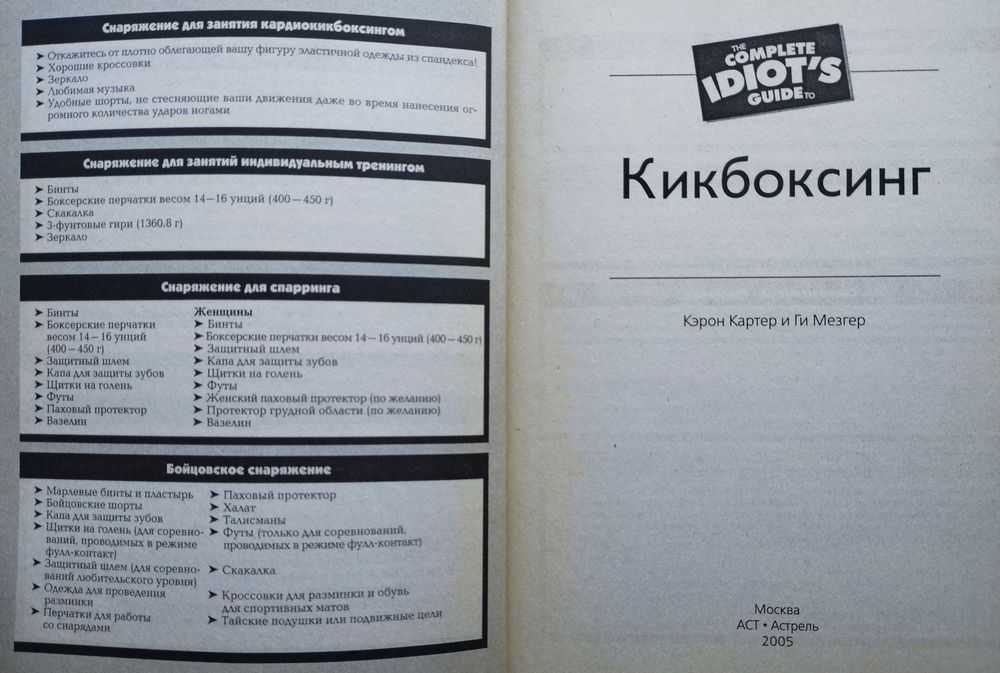 Снаряжение для занятия кардиокикбоксингом
➤ Откажитесь от плотно облегающей вашу фигуру эластичной одежды из спандекса!
➤ Хорошие кроссовки
➤ Зеркало
➤ Любимая музыка
➤ Удобные шорты, не стесняющие ваши движения даже во время нанесения ог-
ромного количества ударов ногами
Снаряжение для занятий индивидуальным тренингом
➤ Бинты
➤ Боксерские перчатки весом 14—16 унций (400—450 г)
➤ Скакалка
➤ 3-фунтовые гири (1360,8 г)
➤ Зеркало
Снаряжение для спарринга
➤ Бинты
➤ Боксерские перчатки
весом 14—16 унций
(400—450 г)
➤ Защитный шлем
➤ Капа для защиты зубов
➤ Щитки на голень
➤ Футы
➤ Паховый протектор
➤ Вазелин
Женщины
➤ Бинты
➤ Боксерские перчатки весом 14—16 унций (400—450 г)
➤ Защитный шлем
➤ Капа для защиты зубов
➤ Щитки на голень
➤ Футы
➤ Женский паховый протектор (по желанию)
➤ Протектор грудной области (по желанию)
➤ Вазелин
Бойцовское снаряжение
➤ Марлевые бинты и пластырь
➤ Бойцовские шорты
➤ Капа для защиты зубов
➤ Щитки на голень (для соревно-
ваний, проводимых в режиме
фулл-контакт)
➤ Защитный шлем (для соревно-
ваний любительского уровня)
➤ Одежда для проведения
разминки
➤ Перчатки для работы
со снарядами
➤ Паховый протектор
➤ Халат
➤ Талисманы
➤ Футы (только для соревнований,
проводимых в режиме фулл-контакт)
➤ Скакалка
➤ Кроссовки для разминки и обувь
для спортивных матов
➤ Тайские подушки или подвижные цели
THE
COMPLETE
IDIOT'S
GUIDE TO
Кикбоксинг
Кэрон Картер и Ги Мезгер
Москва
АСТ • Астрель
2005